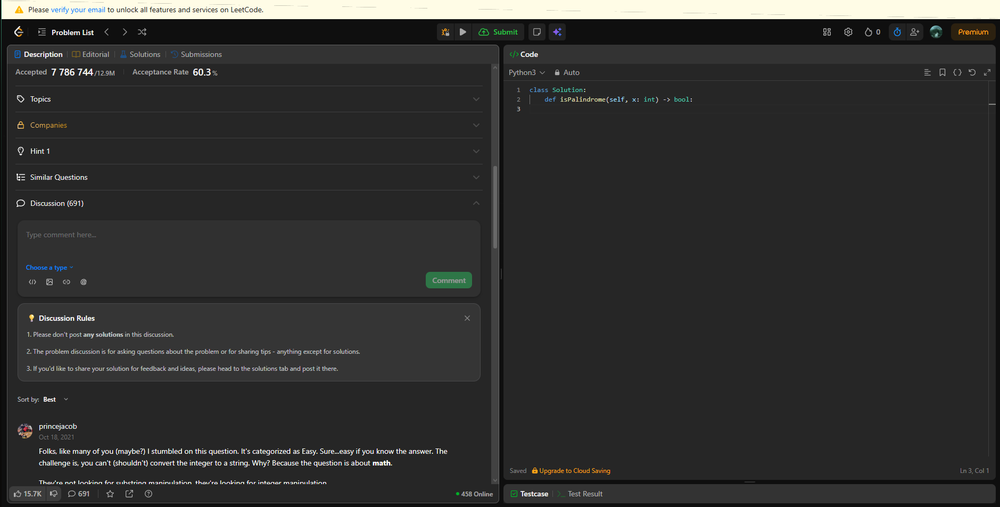 Please verify your email to unlock all features and services on LeetCode.
Problem List
Submit
0
Premium
Description
Editorial
Solutions
Submissions
Accepted 7 786 744/12.9M
Acceptance Rate 60.3 %
Topics
Companies
Hint 1
Similar Questions
Discussion (691)
Type comment here...
Choose a type
@
Comment
Discussion Rules
1. Please don't post any solutions in this discussion.
2. The problem discussion is for asking questions about the problem or for sharing tips - anything except for solutions.
3. If you'd like to share your solution for feedback and ideas, please head to the solutions tab and post it there.
Sort by: Best
princejacob
Oct 18, 2021
Folks, like many of you (maybe?) I stumbled on this question. It's categorized as Easy. Sure...easy if you know the answer. The
challenge is, you can't (shouldn't) convert the integer to a string. Why? Because the question is about math.
They're not looking for substring manipulation, they're looking for integer manipulation.
15.7K
691
458 Online
</> Code
Python3
Auto
1 class Solution:
2     def isPalindrome(self, x: int) -> bool:
3
Saved
Upgrade to Cloud Saving
Ln 3, Col 1
Testcase
Test Result